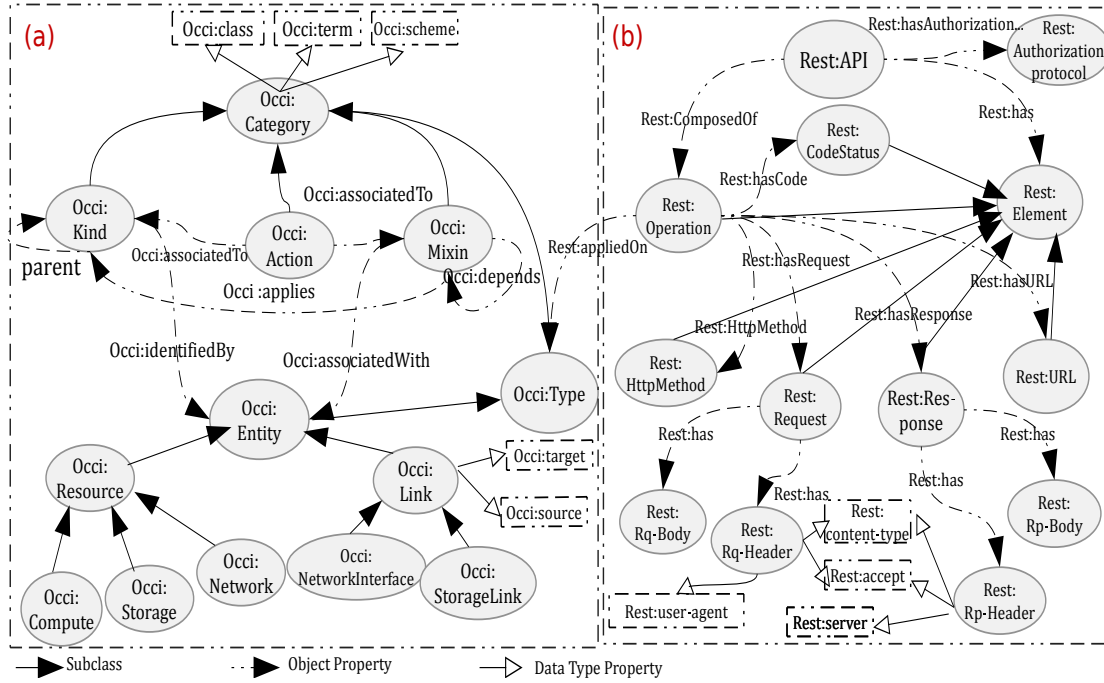 (a)
Occi:class
Occi:term
Occi:scheme
Occi:
Category
Occi:associatedTo
Occi:
Kind
Occi:
Action
Occi:
Mixin
parent
Occi:associatedTo
Occi:depends
Occi :applies
Occi:identifiedBy
Occi:associatedWith
Occi:Type
Occi:
Entity
Occi:
Resource
Occi:
Link
Occi:target
Occi:source
Occi:
Compute
Occi:
Storage
Occi:
Network
Occi:
NetworkInterface
Occi:
StorageLink
(b)
Rest:hasAuthorization..
Rest:API
Rest:
Authorization
protocol
Rest:ComposedOf
Rest:has
Rest:
CodeStatus
Rest:hasCode
Rest:
Operation
Rest:
Element
Rest:appliedOn
Rest:hasRequest
Rest:hasURL
Rest:HttpMethod
Rest:hasResponse
Rest:
HttpMethod
Rest:
Request
Rest:Res-
ponse
Rest:URL
Rest:has
Rest:has
Rest:has
Rest:has
Rest:
Rq-Body
Rest:
Rq-Header
Rest:
content-type
Rest:
Rp-Body
Rest:accept
Rest:user-agent
Rest:server
Rest:
Rp-Header
Subclass
Object Property
Data Type Property